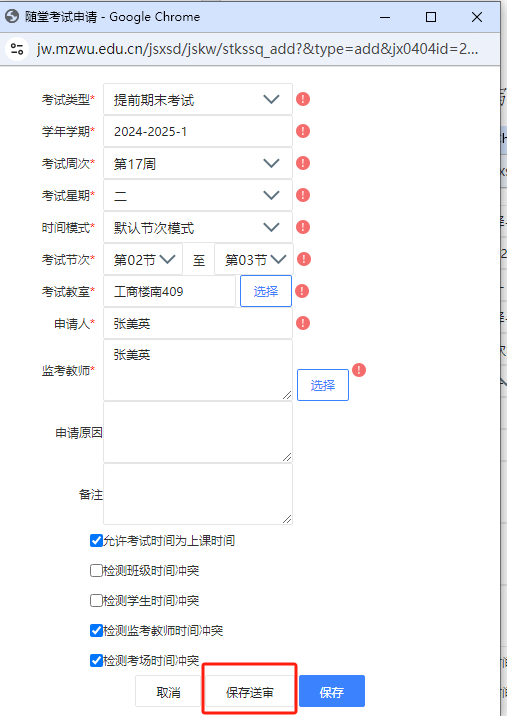 随堂考试申请 - Google Chrome
jw.mzwu.edu.cn/jsxsd/jskw/stkssq_add?&type=add&jx0404id=2...
考试类型* 提前期末考试
学年学期* 2024-2025-1
考试周次* 第17周
考试星期* 二
时间模式* 默认节次模式
考试节次* 第02节 至 第03节
考试教室* 工商楼南409 选择
申请人* 张美英
监考教师* 张美英 选择
申请原因
备注
允许考试时间为上课时间
检测班级时间冲突
检测学生时间冲突
检测监考教师时间冲突
检测考场时间冲突
取消 保存送审 保存